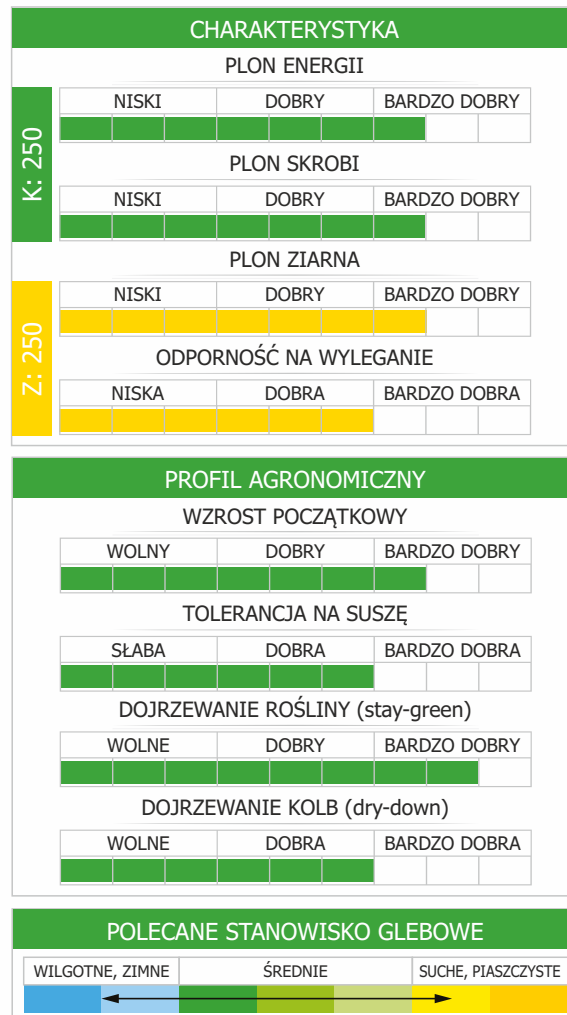 CHARAKTERYSTYKA
PLON ENERGII
NISKI DOBRY BARDZO DOBRY
K: 250
PLON SKROBI
NISKI DOBRY BARDZO DOBRY
PLON ZIARNA
NISKI DOBRY BARDZO DOBRY
Z: 250
ODPORNOŚĆ NA WYLEGANIE
NISKA DOBRA BARDZO DOBRA
PROFIL AGRONOMICZNY
WZROST POCZĄTKOWY
WOLNY DOBRY BARDZO DOBRY
TOLERANCJA NA SUSZĘ
SŁABA DOBRA BARDZO DOBRA
DOJRZEWANIE ROŚLINY (stay-green)
WOLNE DOBRY BARDZO DOBRY
DOJRZEWANIE KOLB (dry-down)
WOLNE DOBRA BARDZO DOBRA
POLECANE STANOWISKO GLEBOWE
WILGOTNE, ZIMNE ŚREDNIE SUCHE, PIASZCZYSTE